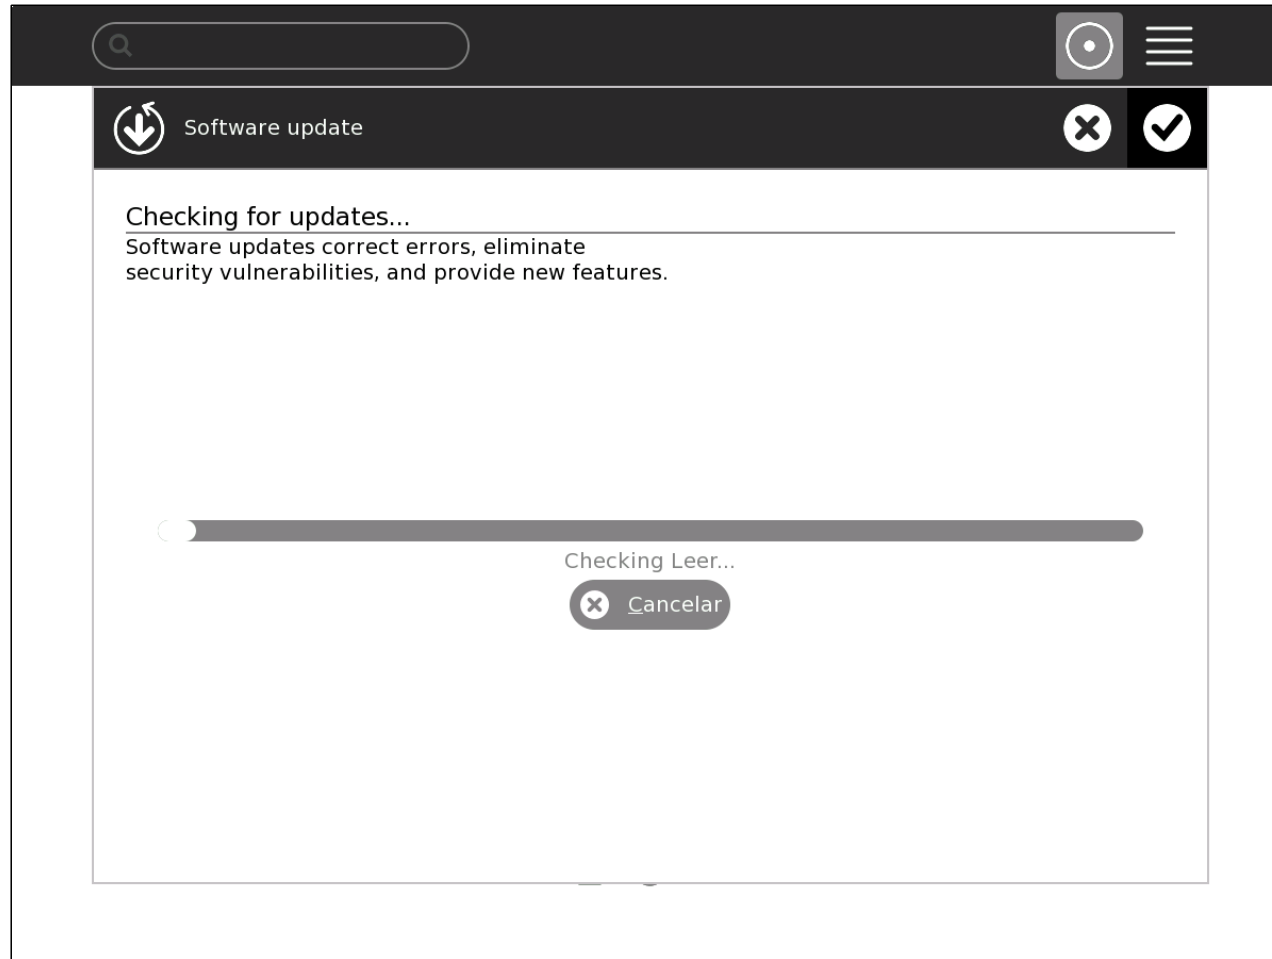 Software update
Checking for updates...
Software updates correct errors, eliminate
security vulnerabilities, and provide new features.
Checking Leer...
Cancelar